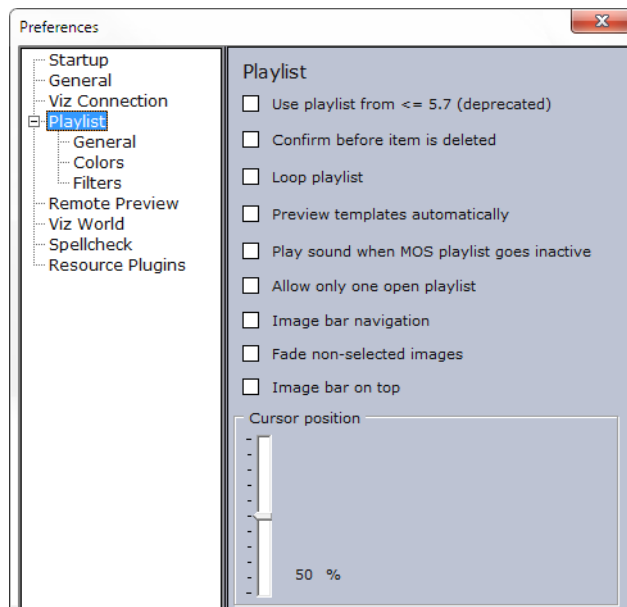 Preferences
Startup
General
Viz Connection
Playlist
General
Colors
Filters
Remote Preview
Viz World
Spellcheck
Resource Plugins
Playlist
Use playlist from <= 5.7 (deprecated)
Confirm before item is deleted
Loop playlist
Preview templates automatically
Play sound when MOS playlist goes inactive
Allow only one open playlist
Image bar navigation
Fade non-selected images
Image bar on top
Cursor position
50 %